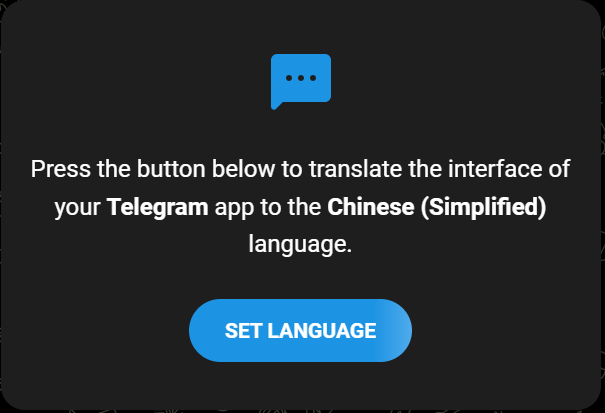 Press the button below to translate the interface of
your Telegram app to the Chinese (Simplified)
language.
SET LANGUAGE